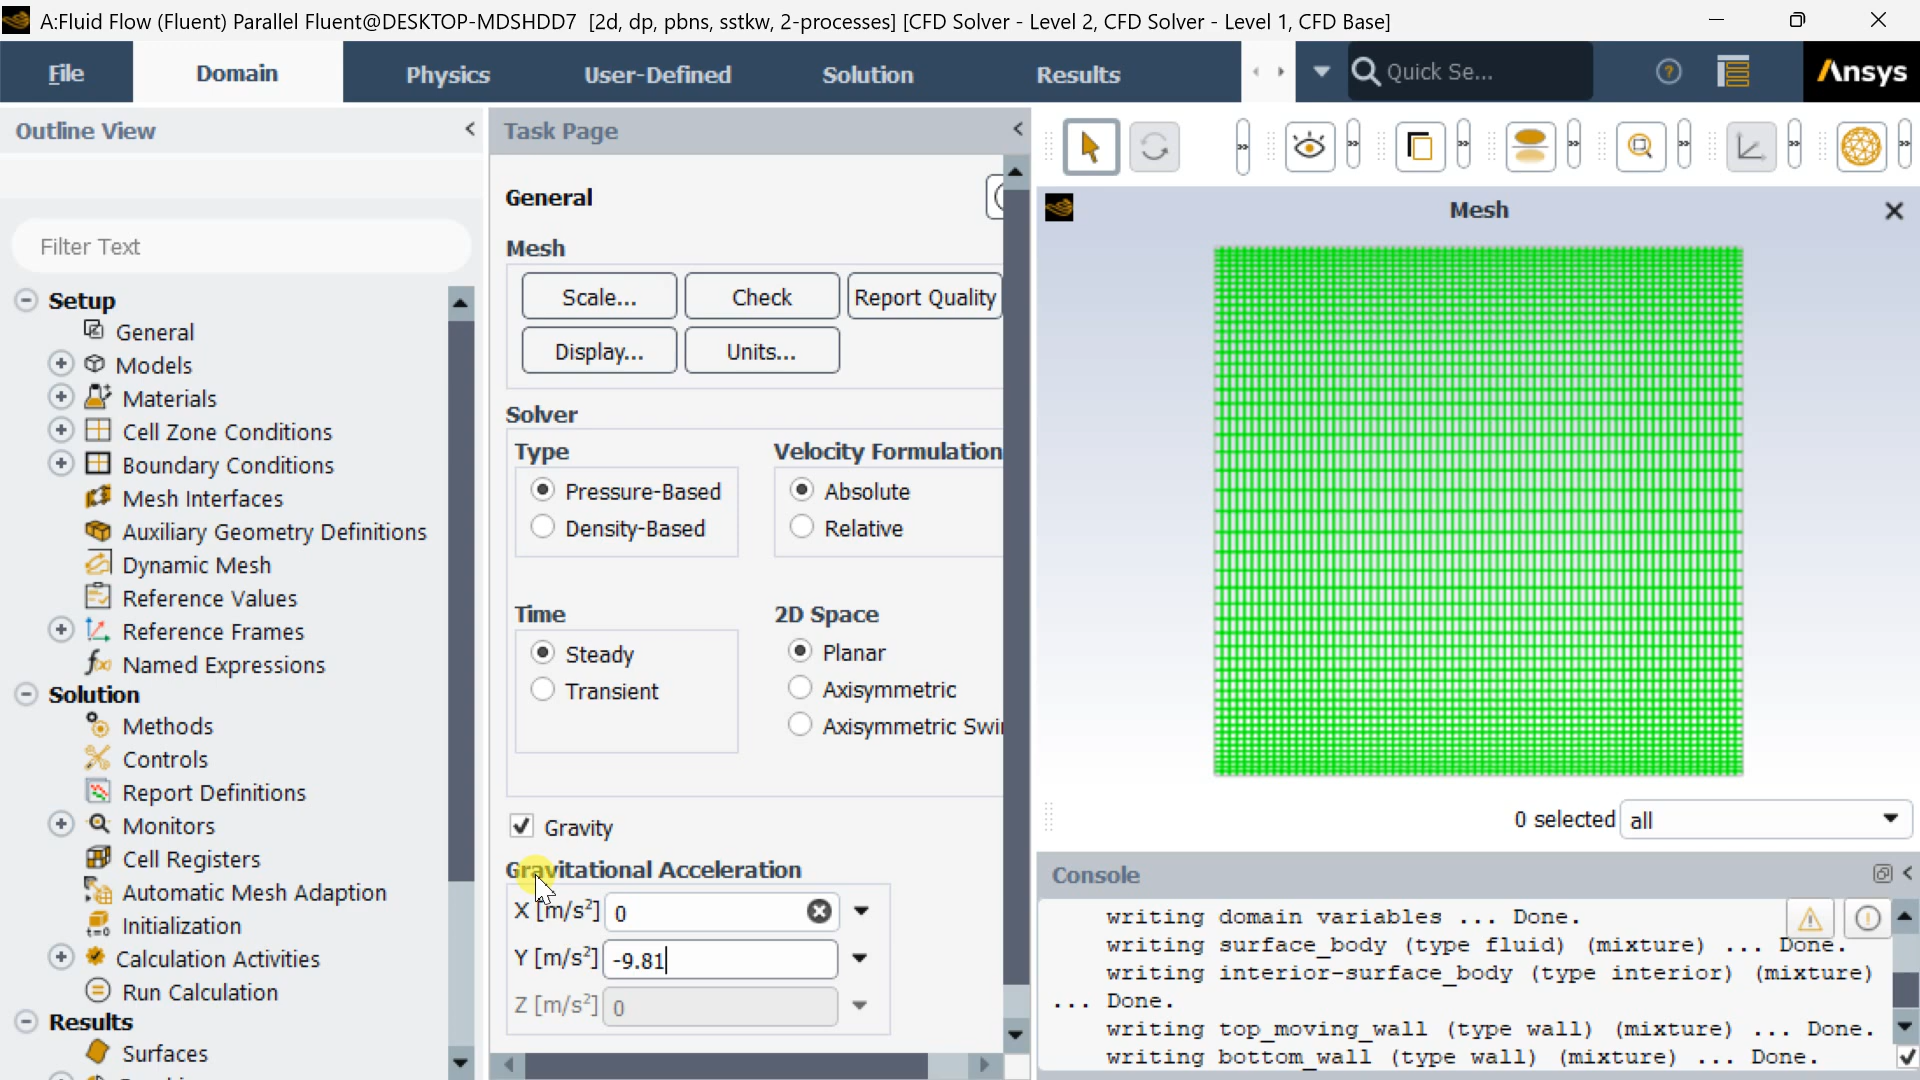 A:Fluid Flow (Fluent) Parallel Fluent@DESKTOP-MDSHDD7 [2d, dp, pbns, sstkw, 2-processes] [CFD Solver - Level 2, CFD Solver - Level 1, CFD Base]
File Domain Physics User-Defined Solution Results Quick Se... Ansys
Outline View
Filter Text
Setup
General
Models
Materials
Cell Zone Conditions
Boundary Conditions
Mesh Interfaces
Auxiliary Geometry Definitions
Dynamic Mesh
Reference Values
Reference Frames
Named Expressions
Solution
Methods
Controls
Report Definitions
Monitors
Cell Registers
Automatic Mesh Adaption
Initialization
Calculation Activities
Run Calculation
Results
Surfaces
Task Page
General
Mesh
Scale... Check Report Quality
Display... Units...
Solver
Type Velocity Formulation
Pressure-Based Absolute
Density-Based Relative
Time 2D Space
Steady Planar
Transient Axisymmetric
Axisymmetric Swi
Gravity
Gravitational Acceleration
X [m/s²] 0
Y [m/s²] -9.81
Z [m/s²] 0
Mesh
0 selected all
Console
writing domain variables ... Done.
writing surface_body (type fluid) (mixture) ... Done.
writing interior-surface_body (type interior) (mixture)
... Done.
writing top_moving_wall (type wall) (mixture) ... Done.
writing bottom_wall (type wall) (mixture) ... Done.